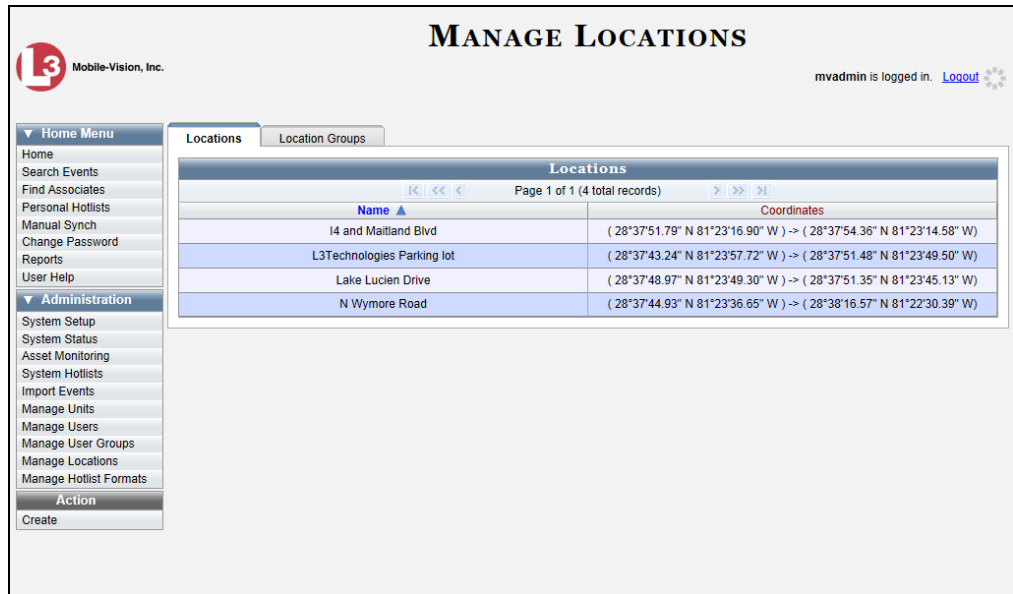 MANAGE LOCATIONS
L3 Mobile-Vision, Inc.
mvadmin is logged in. Logout
▼ Home Menu
Home
Search Events
Find Associates
Personal Hotlists
Manual Synch
Change Password
Reports
User Help
▼ Administration
System Setup
System Status
Asset Monitoring
System Hotlists
Import Events
Manage Units
Manage Users
Manage User Groups
Manage Locations
Manage Hotlist Formats
Action
Create
Locations Location Groups
Locations
Page 1 of 1 (4 total records)
Name ▲ Coordinates
I4 and Maitland Blvd ( 28°37'51.79" N 81°23'16.90" W ) -> ( 28°37'54.36" N 81°23'14.58" W)
L3Technologies Parking lot ( 28°37'43.24" N 81°23'57.72" W ) -> ( 28°37'51.48" N 81°23'49.50" W)
Lake Lucien Drive ( 28°37'48.97" N 81°23'49.30" W ) -> ( 28°37'51.35" N 81°23'45.13" W)
N Wymore Road ( 28°37'44.93" N 81°23'36.65" W ) -> ( 28°38'16.57" N 81°22'30.39" W)